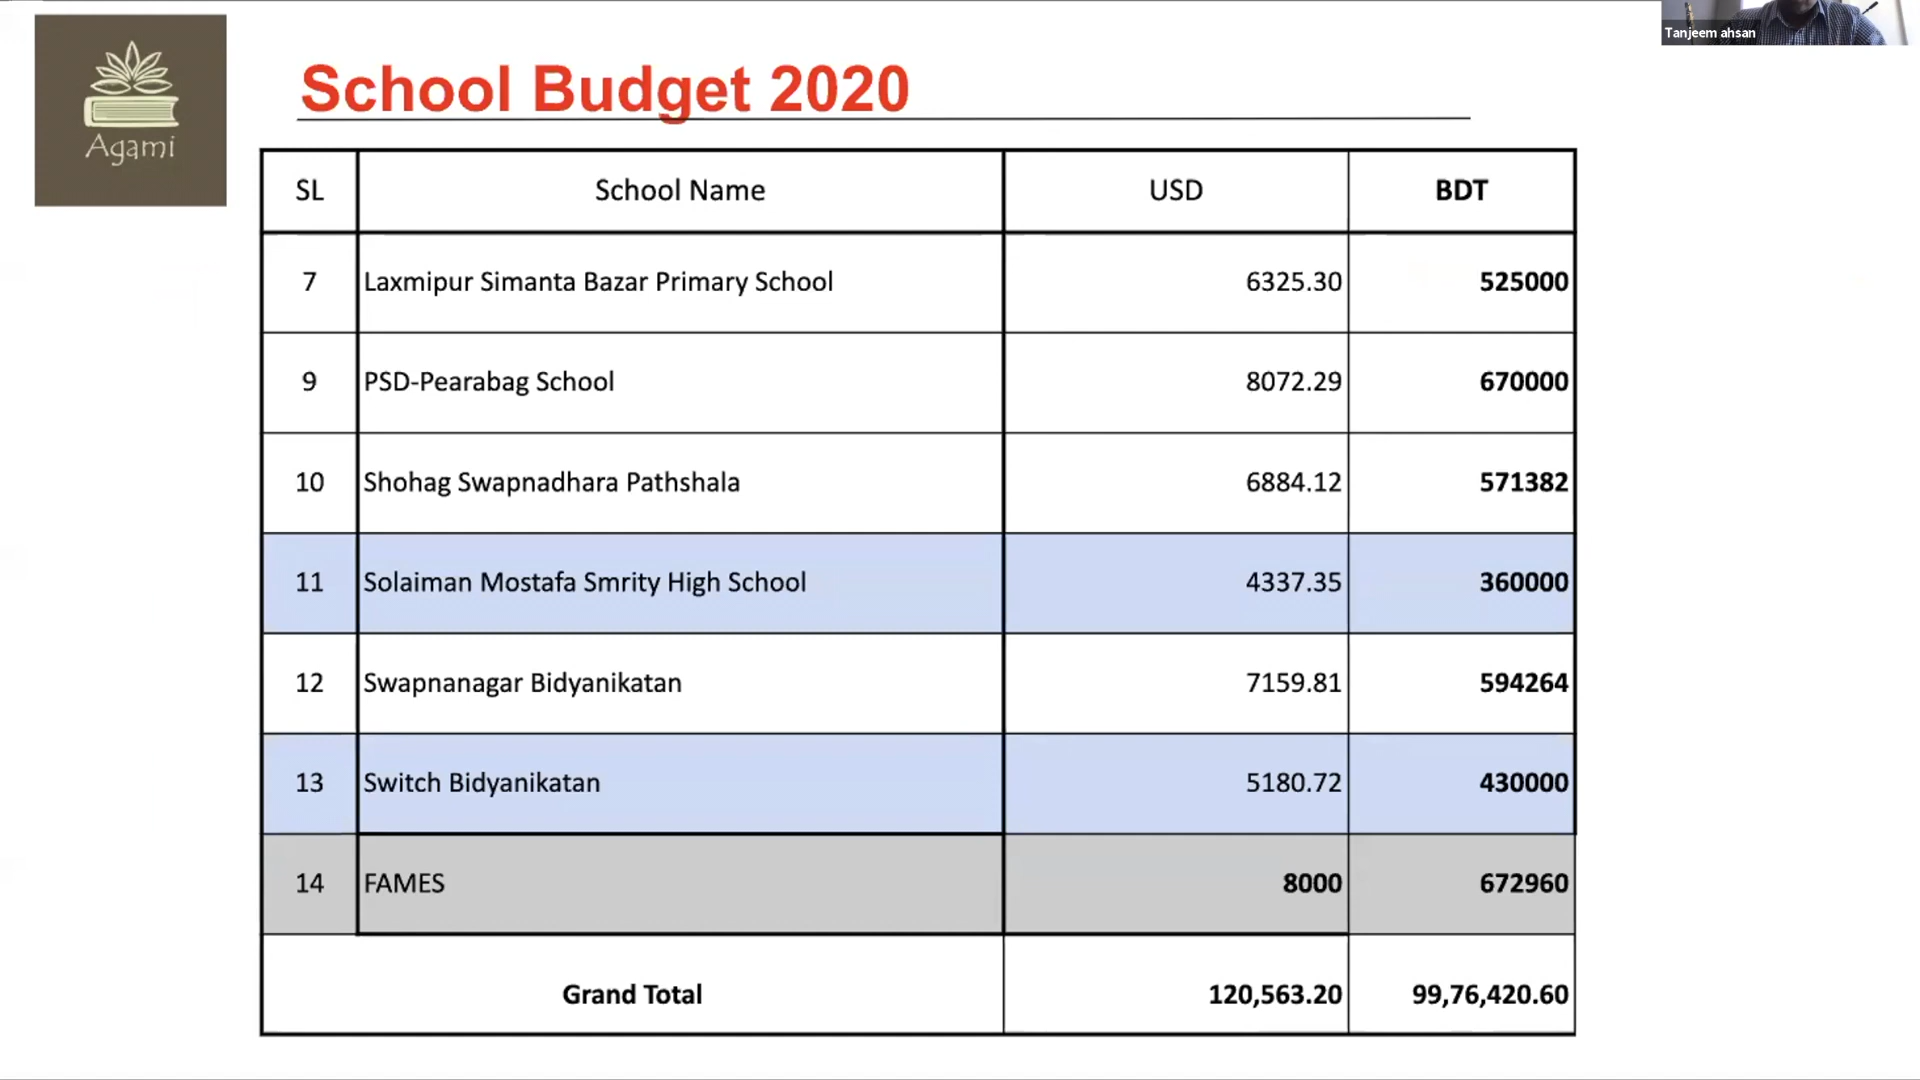 Tanjeem ahsan
Agami
School Budget 2020
SL School Name USD BDT
7 Laxmipur Simanta Bazar Primary School 6325.30 525000
9 PSD-Pearabag School 8072.29 670000
10 Shohag Swapnadhara Pathshala 6884.12 571382
11 Solaiman Mostafa Smrity High School 4337.35 360000
12 Swapnanagar Bidyanikatan 7159.81 594264
13 Switch Bidyanikatan 5180.72 430000
14 FAMES 8000 672960
Grand Total 120,563.20 99,76,420.60